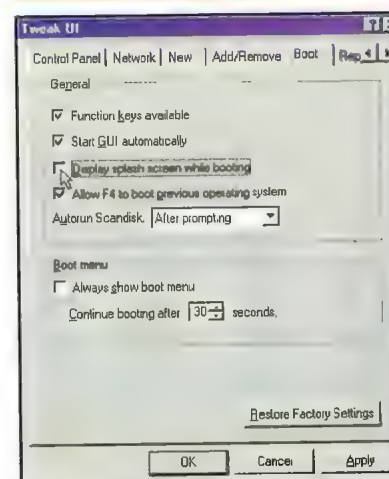 Tweak UI
Control Panel Network New Add/Remove Boot Rep
General
Function keys available
Start GUI automatically
Display splash screen while booting
Allow F4 to boot previous operating system
Autorun Scandisk. After prompting
Boot menu
Always show boot menu
Continue booting after 30 seconds.
Restore Factory Settings
OK Cancel Apply